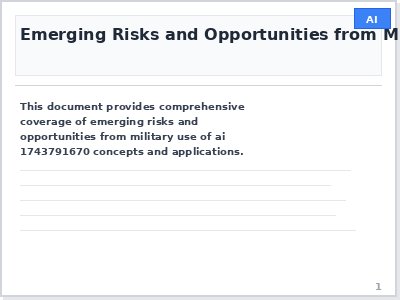 AI
Emerging Risks and Opportunities from M
This document provides comprehensive
coverage of emerging risks and
opportunities from military use of ai
1743791670 concepts and applications.
1